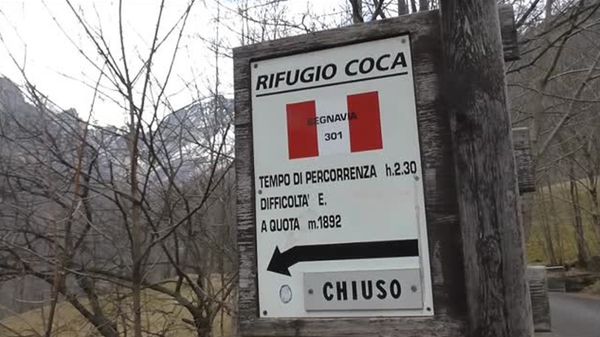 RIFUGIO COCA
SEGNAVIA
301
TEMPO DI PERCORRENZA h.2.30
DIFFICOLTA' E.
A QUOTA m.1892
CHIUSO